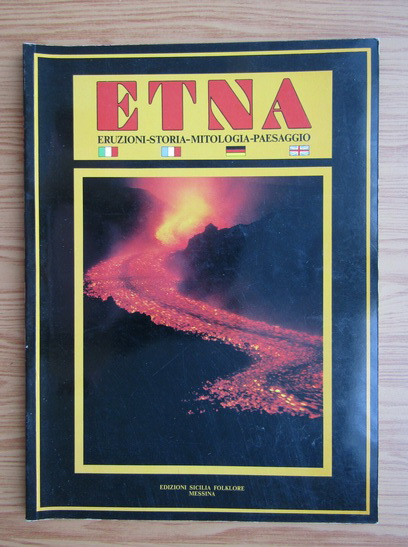 ETNA
ERUZIONI-STORIA-MITOLOGIA-PAESAGGIO
EDIZIONI SICILIA FOLKLORE
MESSINA